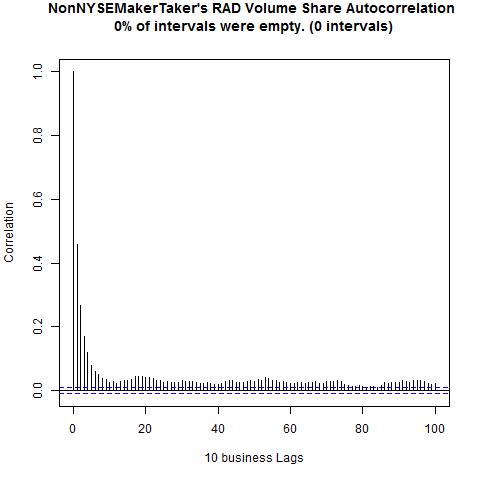 NonNYSEMakerTaker's RAD Volume Share Autocorrelation
0% of intervals were empty. (0 intervals)
1.0
0.8
0.6
0.4
0.2
0.0
Correlation
0 20 40 60 80 100
10 business Lags